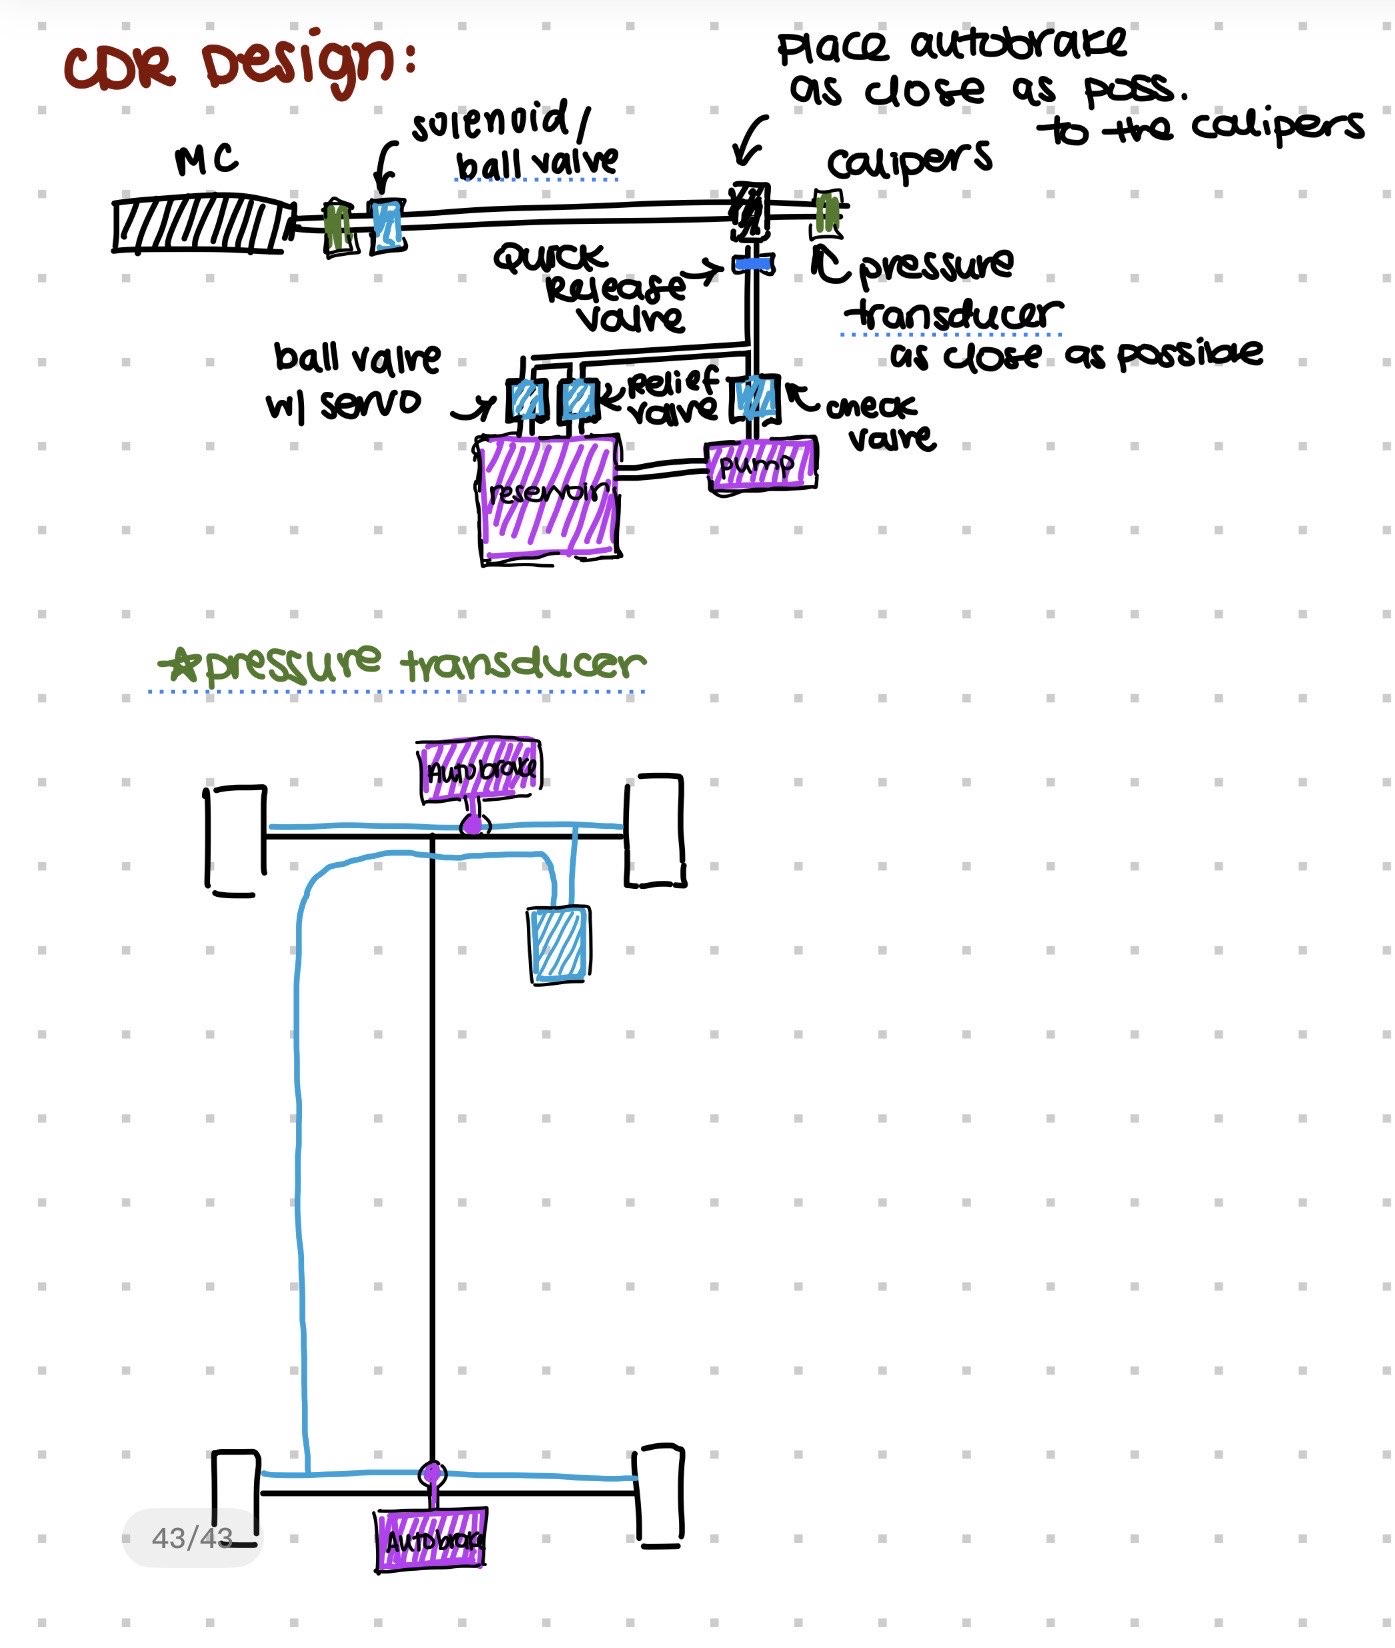 CDR Design:
Place autobrake
as close as poss.
to the calipers
solenoid/
ball valve
MC
calipers
Quick
Release
valve
pressure
transducer
as close as possible
ball valve
w/ servo
Relief
valve
check
valve
pump
reservoir
☆pressure transducer
Autobrake
Autobrake
43/43